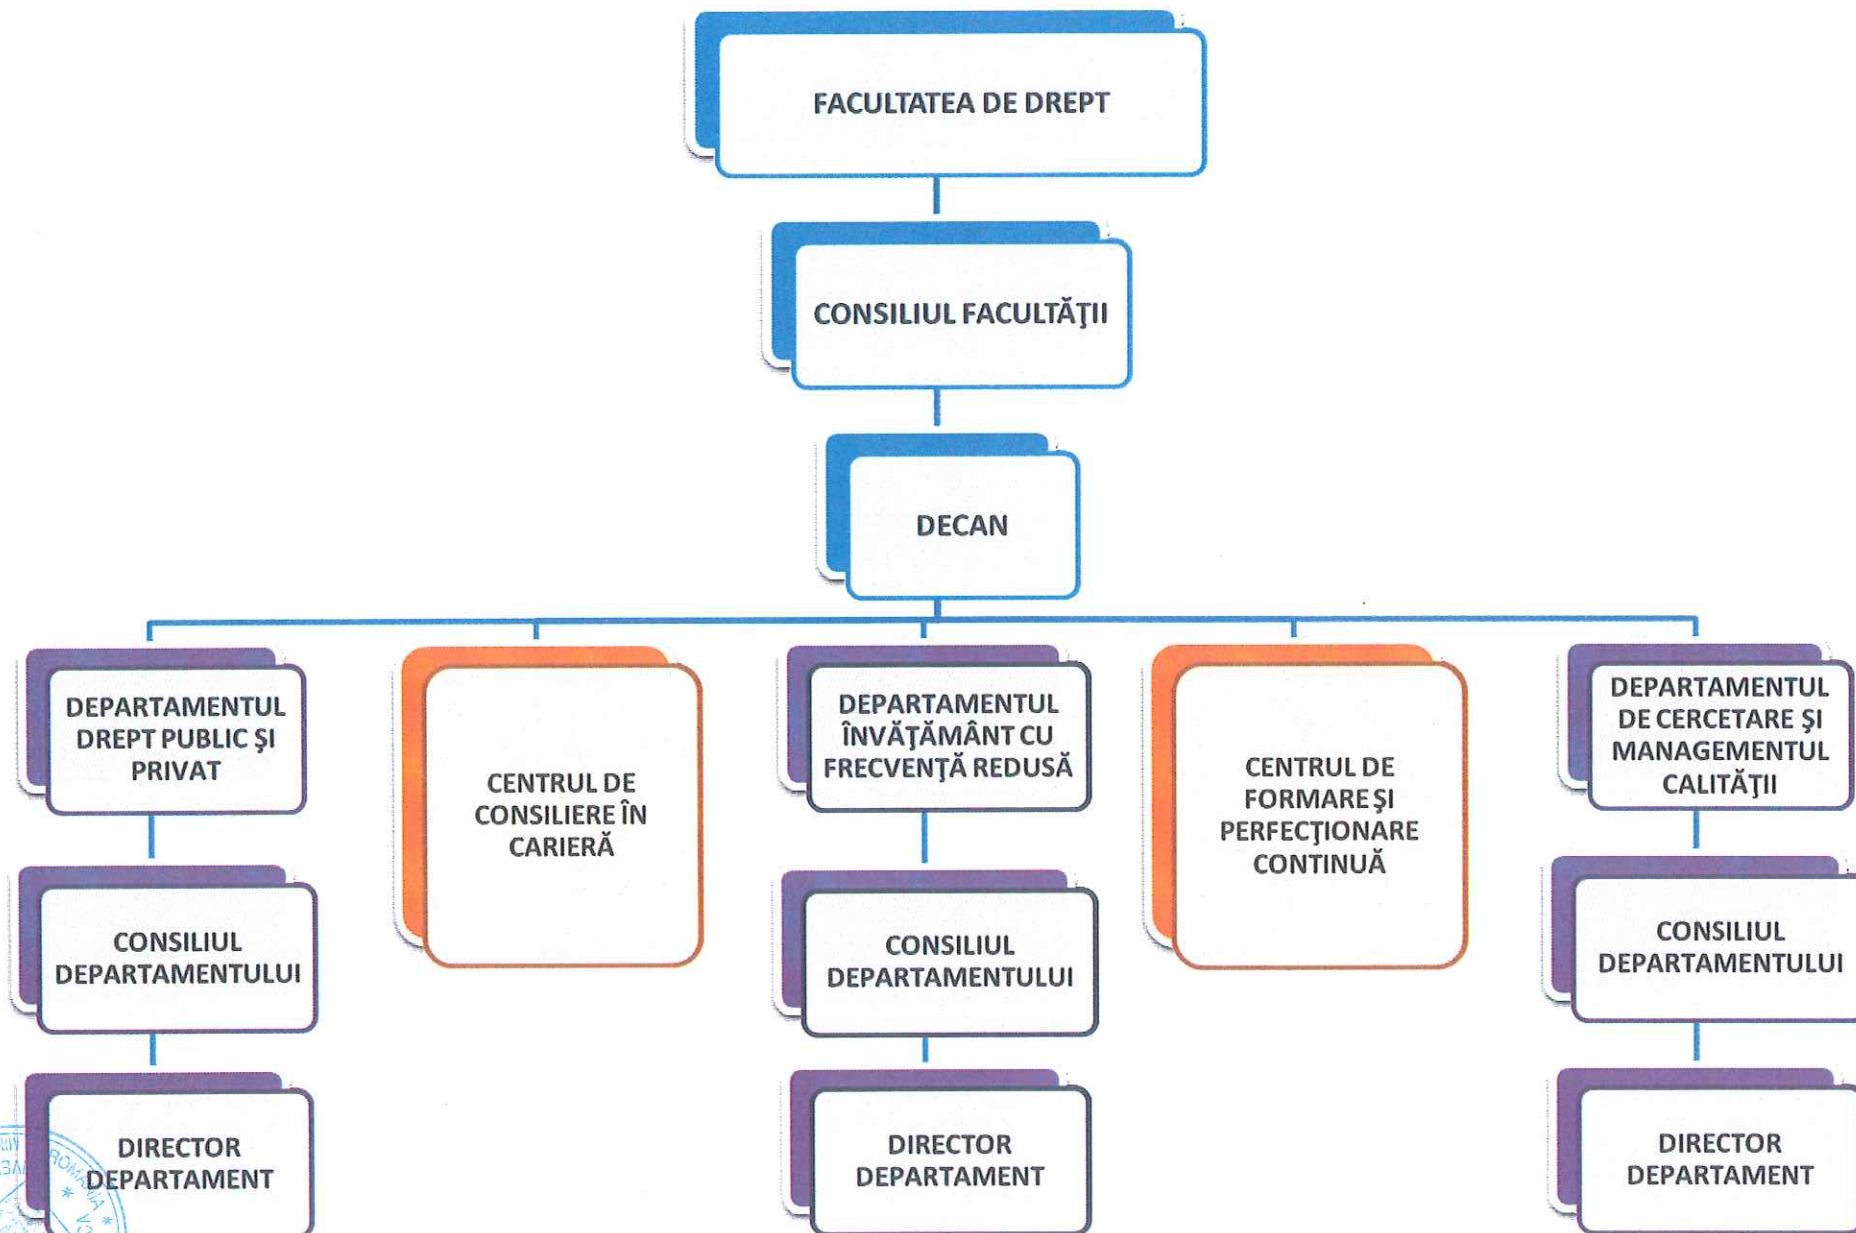 FACULTATEA DE DREPT
CONSILIUL FACULTĂŢII
DECAN
DEPARTAMENTUL
DREPT PUBLIC ŞI
PRIVAT
CENTRUL DE
CONSILIERE ÎN
CARIERĂ
DEPARTAMENTUL
ÎNVĂŢĂMÂNT CU
FRECVENŢĂ REDUSĂ
CENTRUL DE
FORMARE ŞI
PERFECŢIONARE
CONTINUĂ
DEPARTAMENTUL
DE CERCETARE ŞI
MANAGEMENTUL
CALITĂŢII
CONSILIUL
DEPARTAMENTULUI
CONSILIUL
DEPARTAMENTULUI
CONSILIUL
DEPARTAMENTULUI
DIRECTOR
DEPARTAMENT
DIRECTOR
DEPARTAMENT
DIRECTOR
DEPARTAMENT